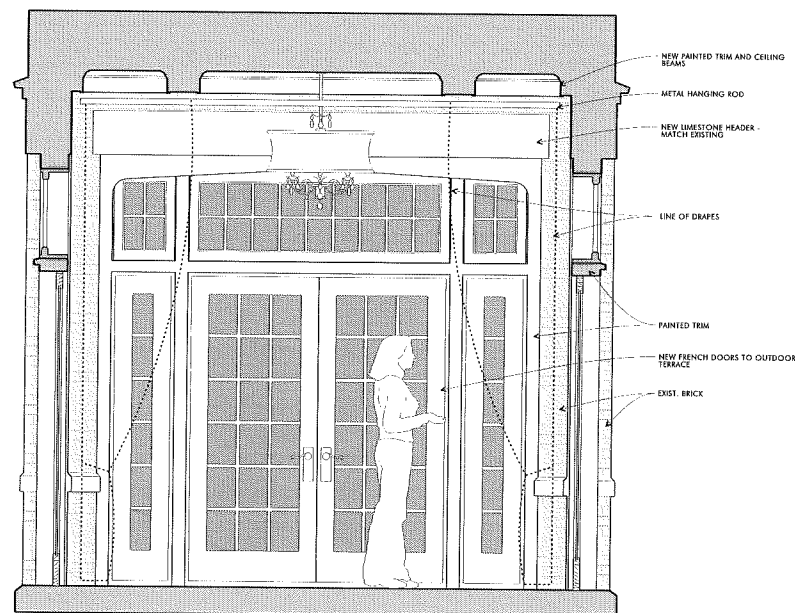 NEW PAINTED TRIM AND CEILING
BEAMS
METAL HANGING ROD
NEW LIMESTONE HEADER -
MATCH EXISTING
LINE OF DRAPES
PAINTED TRIM
NEW FRENCH DOORS TO OUTDOOR
TERRACE
EXIST. BRICK